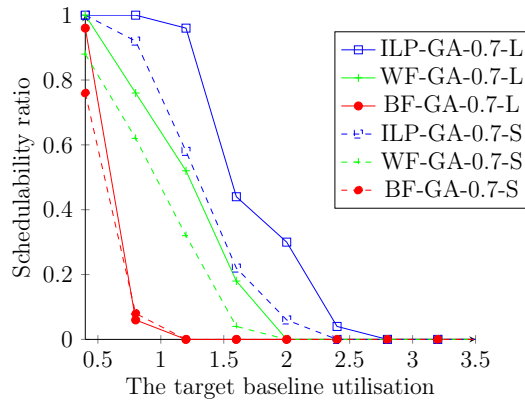 1
0.8
0.6
0.4
0.2
0
Schedulability ratio
0.5 1 1.5 2 2.5 3 3.5
The target baseline utilisation
ILP-GA-0.7-L
WF-GA-0.7-L
BF-GA-0.7-L
ILP-GA-0.7-S
WF-GA-0.7-S
BF-GA-0.7-S